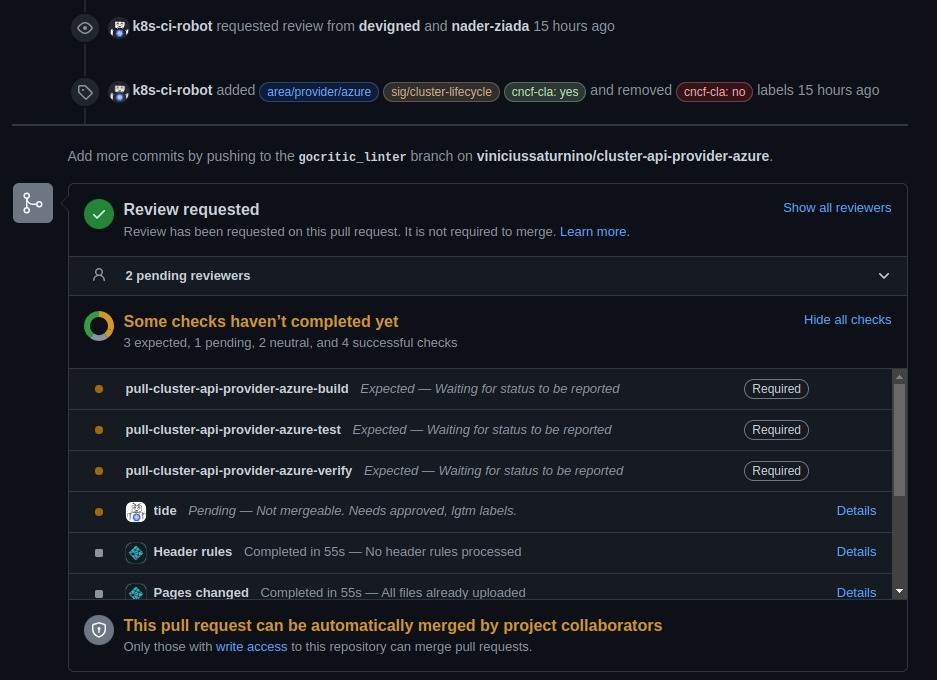 k8s-ci-robot requested review from devigned and nader-ziada 15 hours ago
k8s-ci-robot added area/provider/azure sig/cluster-lifecycle cncf-cla: yes and removed cncf-cla: no labels 15 hours ago
Add more commits by pushing to the gocritic_linter branch on viniciussaturnino/cluster-api-provider-azure.
Review requested
Show all reviewers
Review has been requested on this pull request. It is not required to merge. Learn more.
2 pending reviewers
Some checks haven’t completed yet
Hide all checks
3 expected, 1 pending, 2 neutral, and 4 successful checks
pull-cluster-api-provider-azure-build Expected — Waiting for status to be reported Required
pull-cluster-api-provider-azure-test Expected — Waiting for status to be reported Required
pull-cluster-api-provider-azure-verify Expected — Waiting for status to be reported Required
tide Pending — Not mergeable. Needs approved, lgtm labels. Details
Header rules Completed in 55s — No header rules processed Details
Pages changed Completed in 55s — All files already uploaded Details
This pull request can be automatically merged by project collaborators
Only those with write access to this repository can merge pull requests.